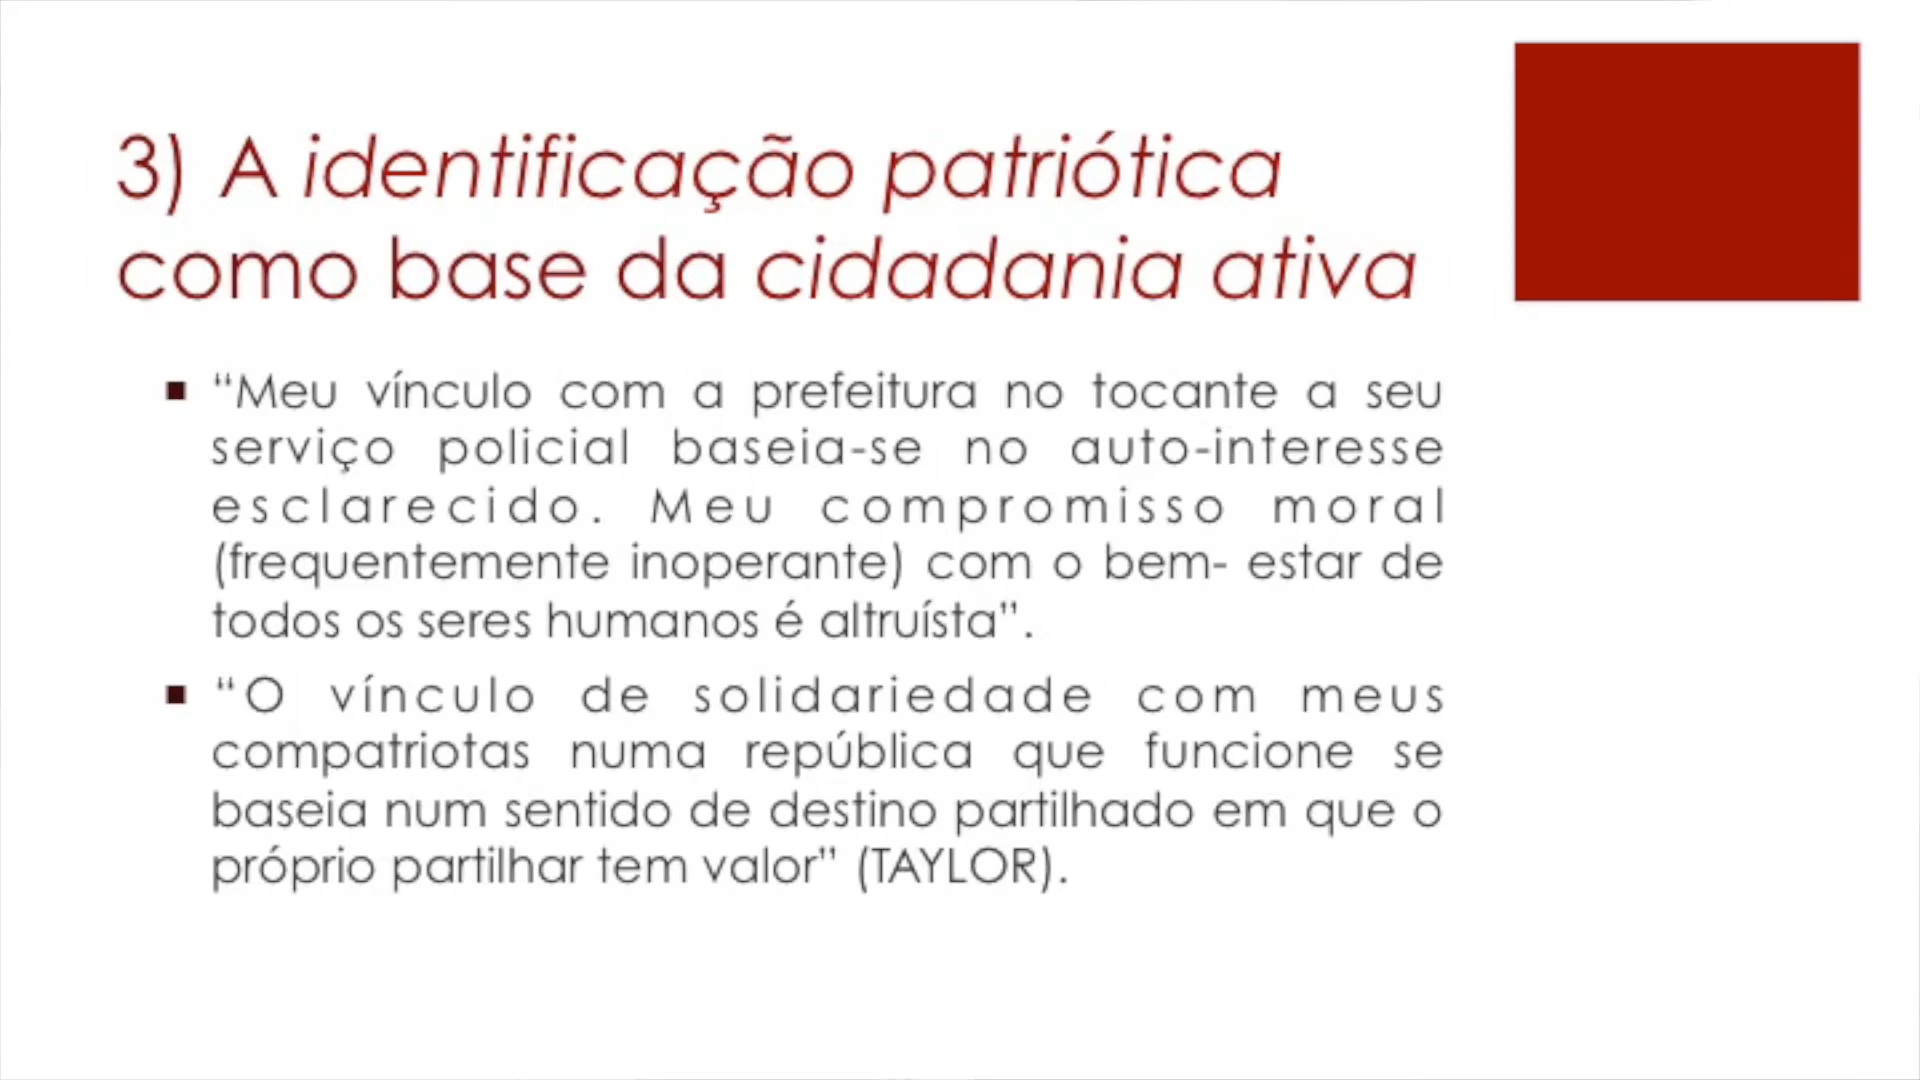 3) A identificação patriótica
como base da cidadania ativa
▪ “Meu vínculo com a prefeitura no tocante a seu
serviço policial baseia-se no auto-interesse
esclarecido. Meu compromisso moral
(frequentemente inoperante) com o bem- estar de
todos os seres humanos é altruísta”.
▪ “O vínculo de solidariedade com meus
compatriotas numa república que funcione se
baseia num sentido de destino partilhado em que o
próprio partilhar tem valor” (TAYLOR).